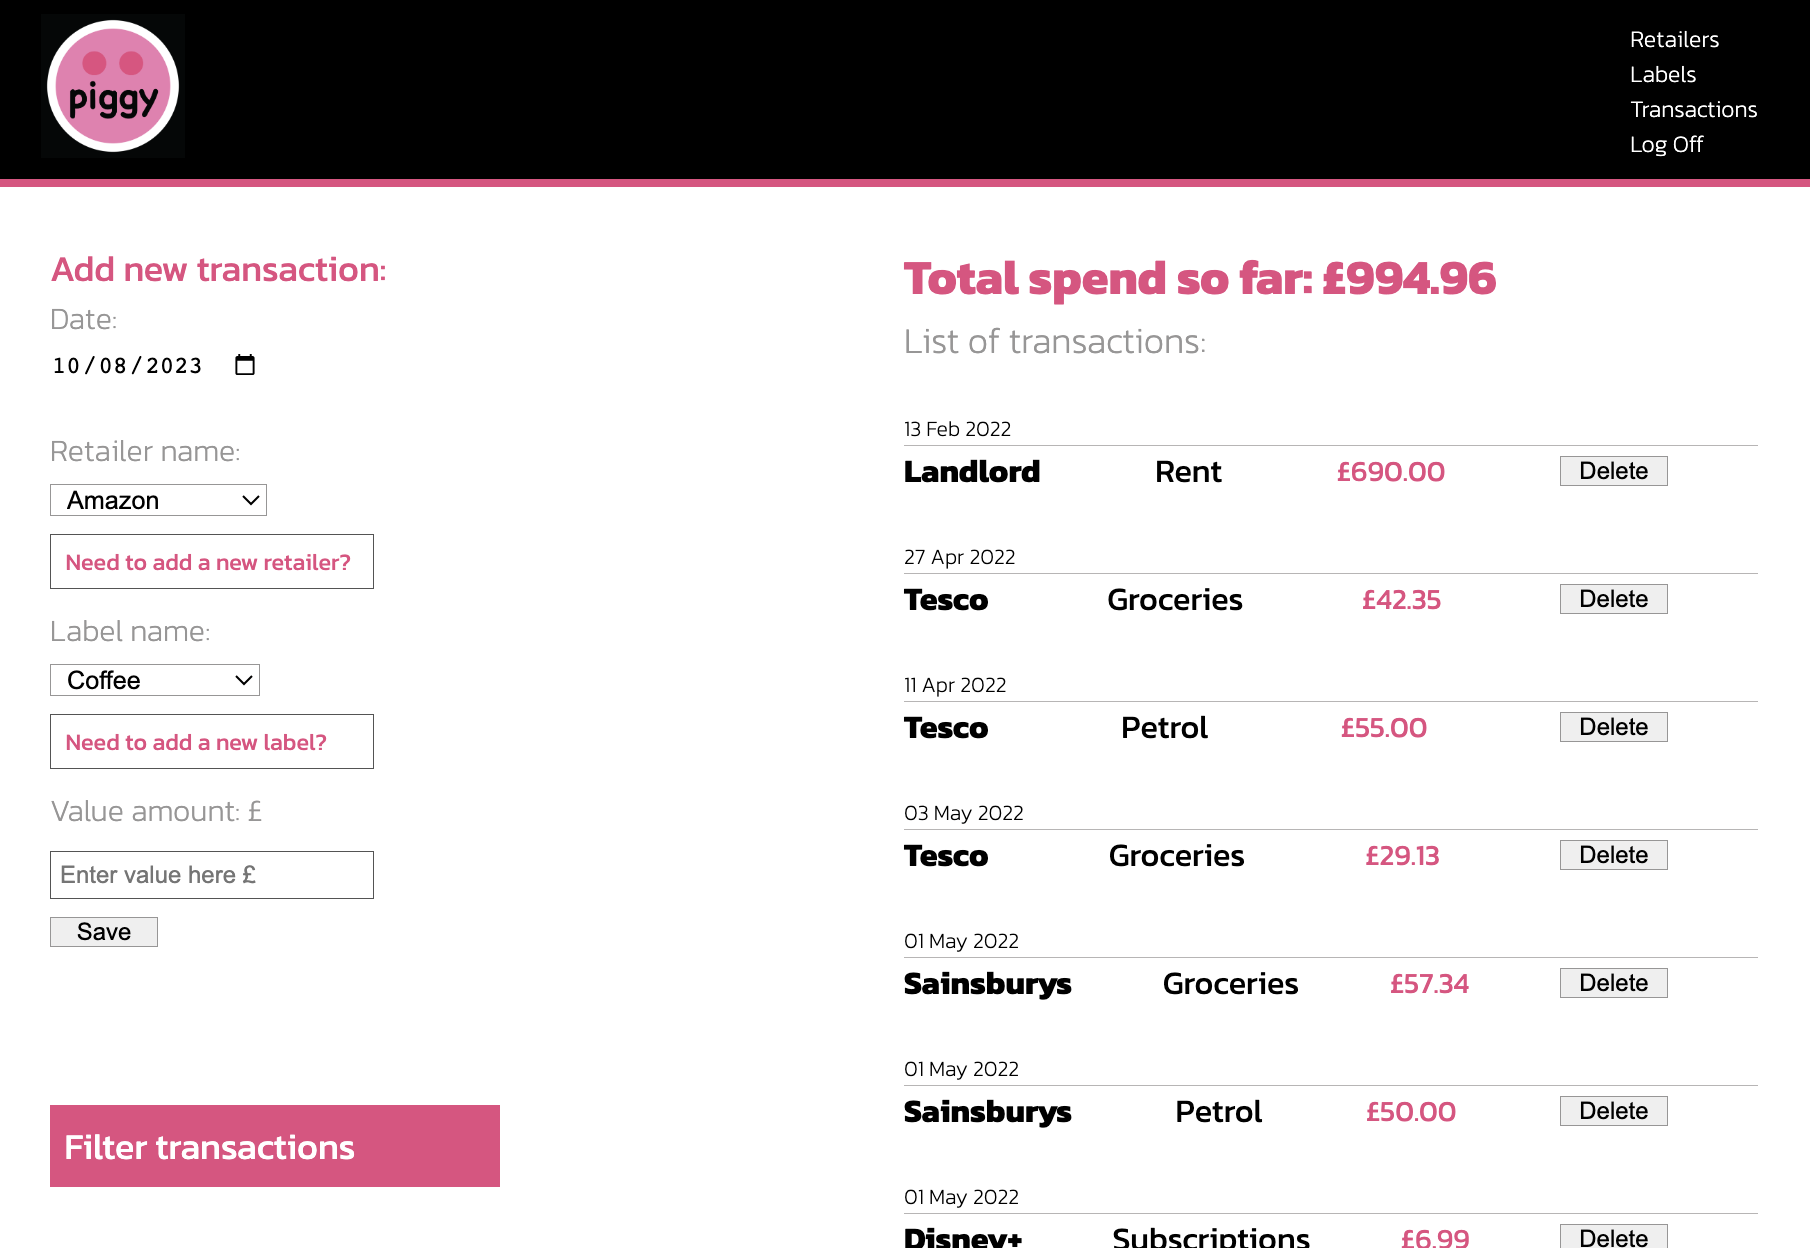 piggy
Retailers
Labels
Transactions
Log Off
Add new transaction:
Date:
10/08/2023
Retailer name:
Amazon
Need to add a new retailer?
Label name:
Coffee
Need to add a new label?
Value amount: £
Enter value here £
Save
Filter transactions
Total spend so far: £994.96
List of transactions:
13 Feb 2022
Landlord Rent £690.00 Delete
27 Apr 2022
Tesco Groceries £42.35 Delete
11 Apr 2022
Tesco Petrol £55.00 Delete
03 May 2022
Tesco Groceries £29.13 Delete
01 May 2022
Sainsburys Groceries £57.34 Delete
01 May 2022
Sainsburys Petrol £50.00 Delete
01 May 2022
Disney+ Subscriptions £6.99 Delete